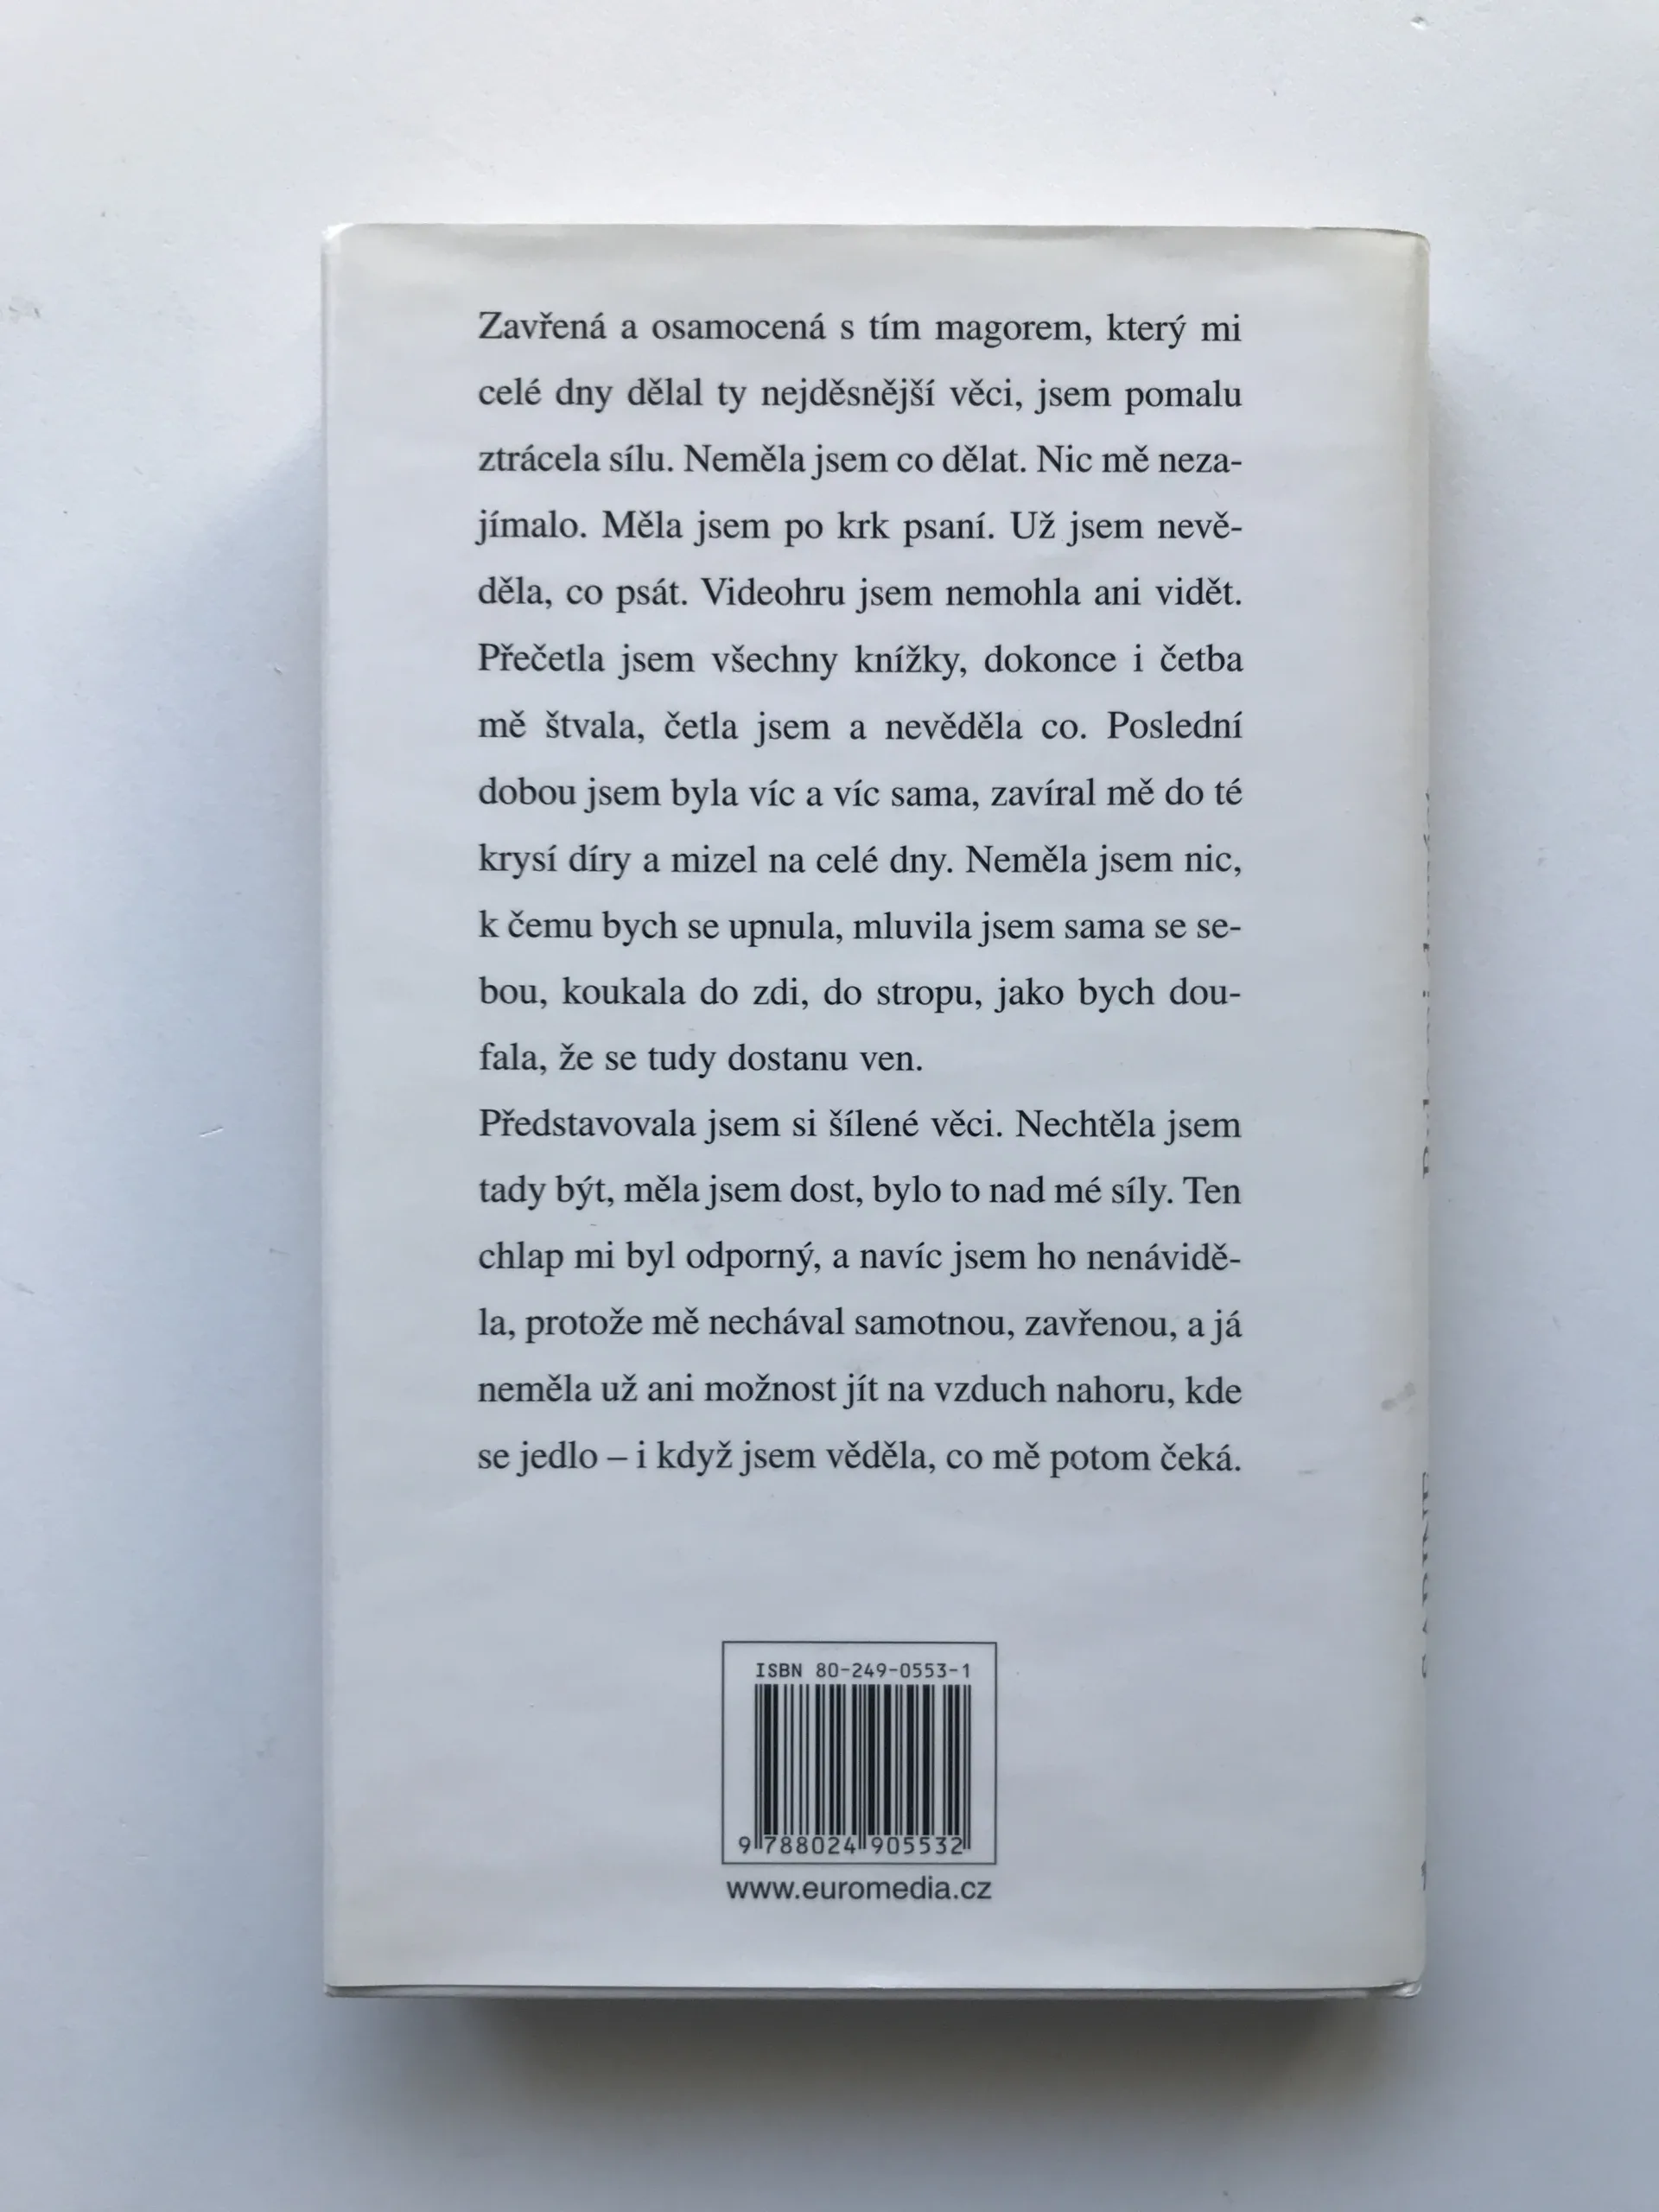 Zavřená a osamocená s tím magorem, který mi
celé dny dělal ty nejděsnější věci, jsem pomalu
ztrácela sílu. Neměla jsem co dělat. Nic mě neza-
jímalo. Měla jsem po krk psaní. Už jsem nevě-
děla, co psát. Videohru jsem nemohla ani vidět.
Přečetla jsem všechny knížky, dokonce i četba
mě štvala, četla jsem a nevěděla co. Poslední
dobou jsem byla víc a víc sama, zavíral mě do té
krysí díry a mizel na celé dny. Neměla jsem nic,
k čemu bych se upnula, mluvila jsem sama se se-
bou, koukala do zdi, do stropu, jako bych dou-
fala, že se tudy dostanu ven.
Představovala jsem si šílené věci. Nechtěla jsem
tady být, měla jsem dost, bylo to nad mé síly. Ten
chlap mi byl odporný, a navíc jsem ho nenávidě-
la, protože mě nechával samotnou, zavřenou, a já
neměla už ani možnost jít na vzduch nahoru, kde
se jedlo – i když jsem věděla, co mě potom čeká.
ISBN 80-249-0553-1
9 788024 905532
www.euromedia.cz